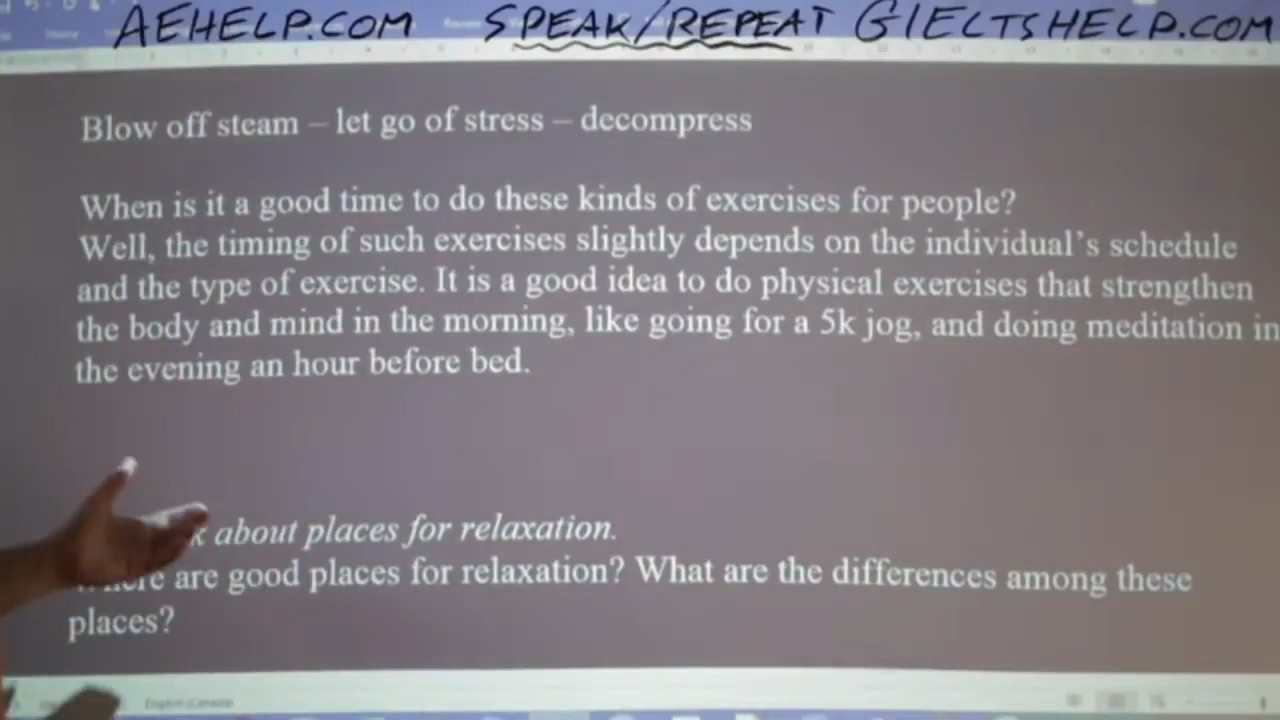 AEHELP.COM SPEAK/REPEAT GIELTSHELP.COM
Blow off steam – let go of stress – decompress
When is it a good time to do these kinds of exercises for people?
Well, the timing of such exercises slightly depends on the individual's schedule
and the type of exercise. It is a good idea to do physical exercises that strengthen
the body and mind in the morning, like going for a 5k jog, and doing meditation in
the evening an hour before bed.
about places for relaxation.
are good places for relaxation? What are the differences among these
places?
English (Canada)